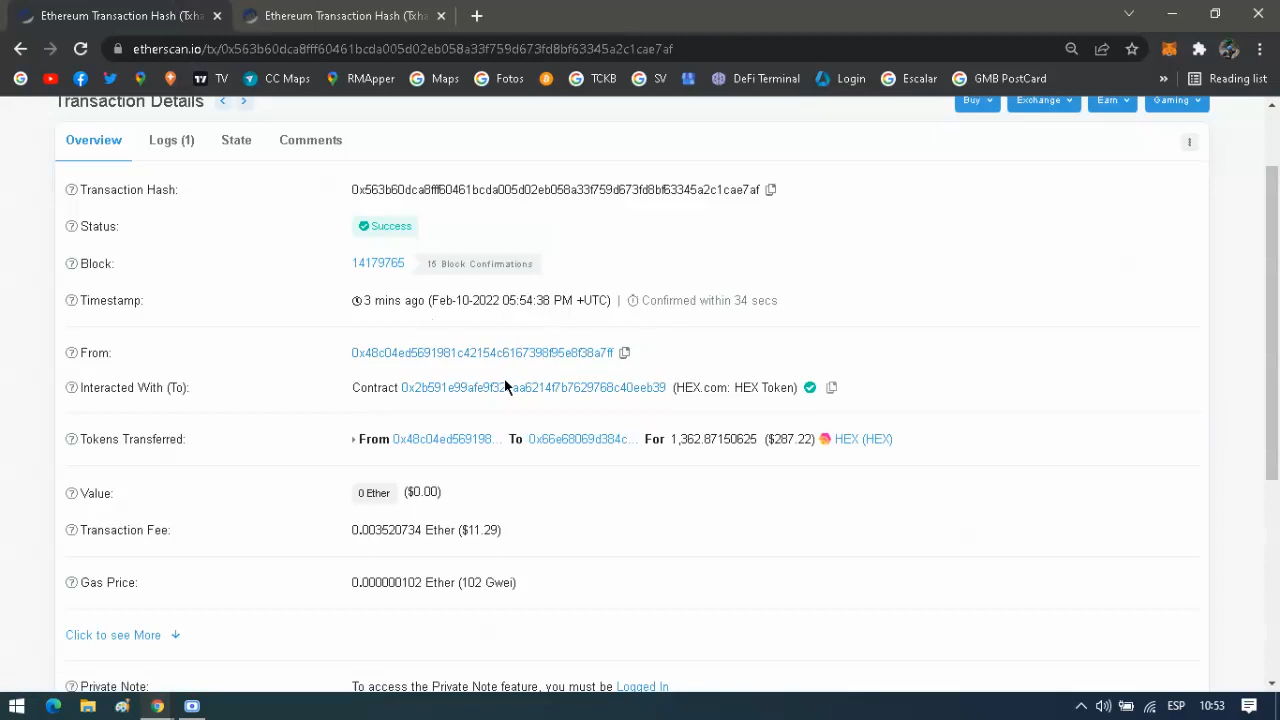 Ethereum Transaction Hash (Txha
Ethereum Transaction Hash (Txha
etherscan.io/tx/0x563b60dca8fff60461bcda005d02eb058a33f759d673fd8bf63345a2c1cae7af
TV CC Maps RMApper Maps Fotos TCKB SV DeFi Terminal Login Escalar GMB PostCard » Reading list
Transaction Details < >
Buy Exchange Earn Gaming
Overview Logs (1) State Comments
Transaction Hash: 0x563b60dca8fff60461bcda005d02eb058a33f759d673fd8bf63345a2c1cae7af
Status: Success
Block: 14179765 15 Block Confirmations
Timestamp: 3 mins ago (Feb-10-2022 05:54:38 PM +UTC) | Confirmed within 34 secs
From: 0x48c04ed5691981c42154c6167398f95e8f38a7ff
Interacted With (To): Contract (HEX.com: HEX Token)
Tokens Transferred: From 0x48c04ed569198... To 0x66e68069d384c... For 1,362.87150625 ($287.22) HEX (HEX)
Value: 0 Ether ($0.00)
Transaction Fee: 0.003520734 Ether ($11.29)
Gas Price: 0.000000102 Ether (102 Gwei)
Click to see More
Private Note: To access the Private Note feature, you must be Logged In
ESP 10:53